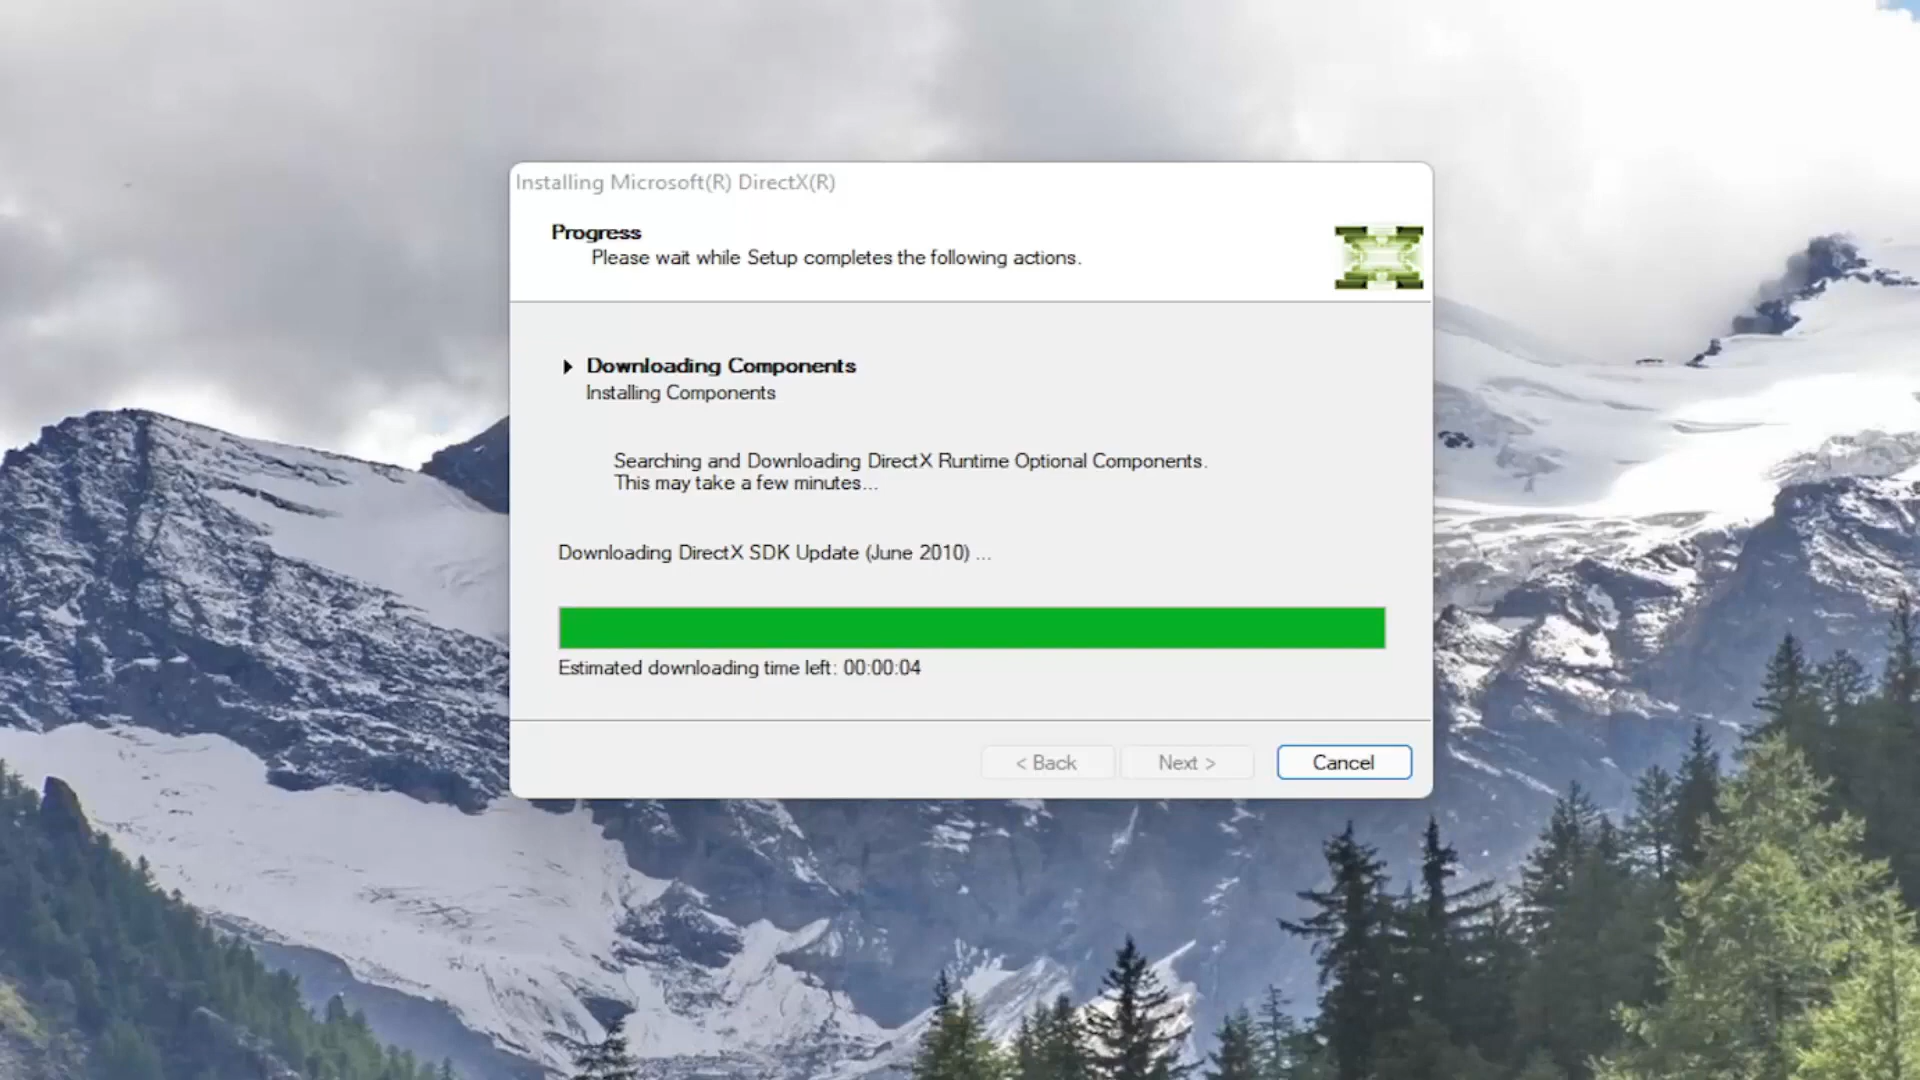 Installing Microsoft(R) DirectX(R)
Progress
Please wait while Setup completes the following actions.
Downloading Components
Installing Components
Searching and Downloading DirectX Runtime Optional Components.
This may take a few minutes...
Downloading DirectX SDK Update (June 2010) ...
Estimated downloading time left: 00:00:04
< Back
Next >
Cancel